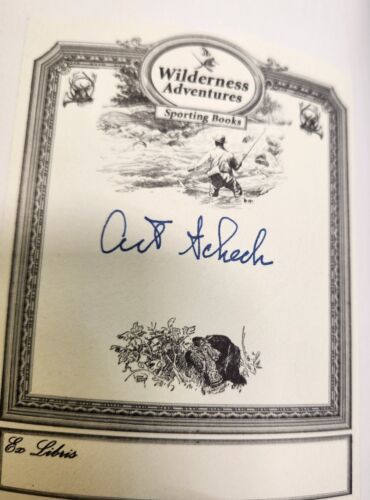 Wilderness
Adventures
Sporting Books
Art Scheck
Ex Libris